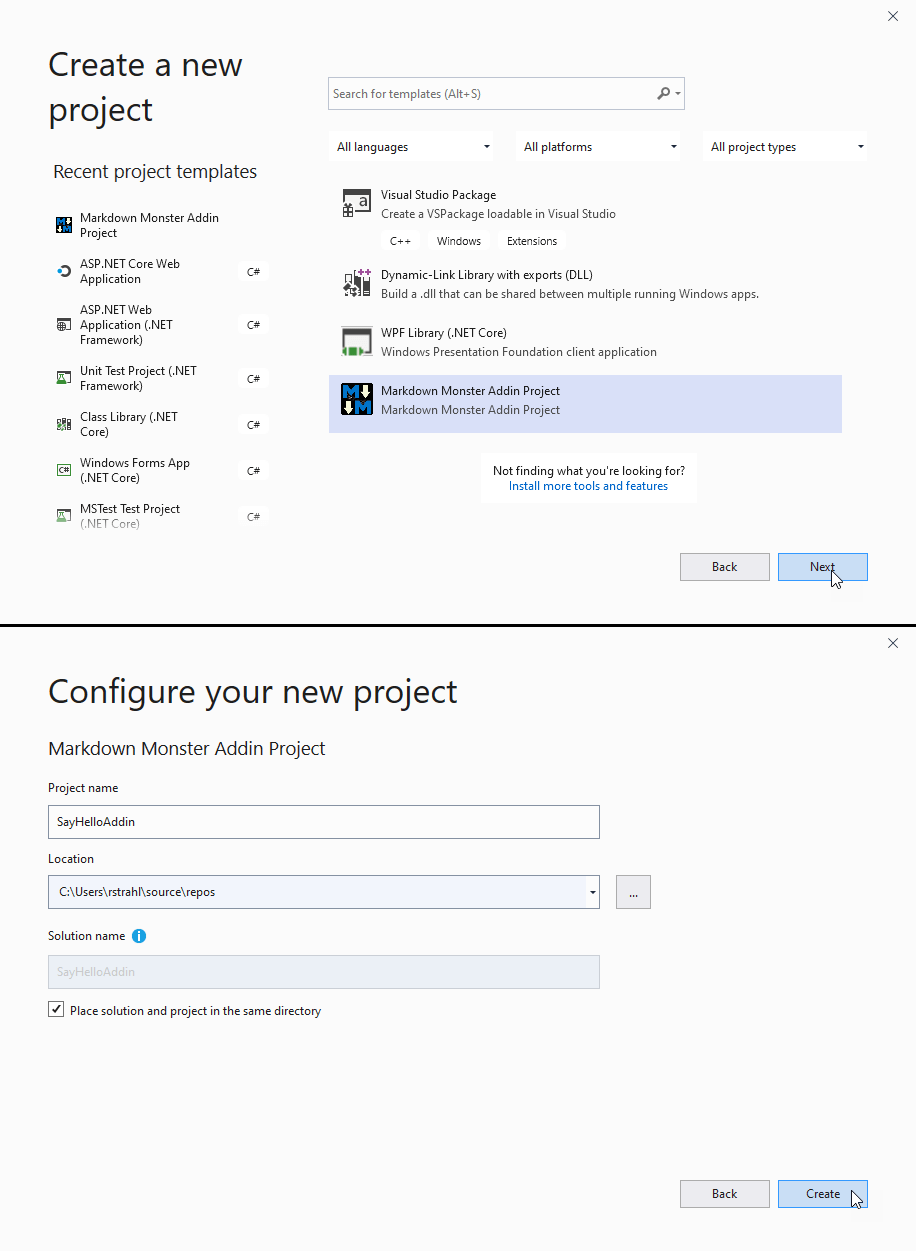 Create a new
project
Recent project templates
Markdown Monster Addin
Project
ASP.NET Core Web
Application
C#
ASP.NET Web
Application (.NET
Framework)
C#
Unit Test Project (.NET
Framework)
C#
Class Library (.NET
Core)
C#
Windows Forms App
(.NET Core)
C#
MSTest Test Project
(.NET Core)
C#
Search for templates (Alt+S)
All languages
All platforms
All project types
Visual Studio Package
Create a VSPackage loadable in Visual Studio
C++ Windows Extensions
Dynamic-Link Library with exports (DLL)
Build a .dll that can be shared between multiple running Windows apps.
WPF Library (.NET Core)
Windows Presentation Foundation client application
Markdown Monster Addin Project
Markdown Monster Addin Project
Not finding what you're looking for?
Install more tools and features
Back
Next
Configure your new project
Markdown Monster Addin Project
Project name
SayHelloAddin
Location
C:\Users\rstrahl\source\repos
...
Solution name
SayHelloAddin
Place solution and project in the same directory
Back
Create